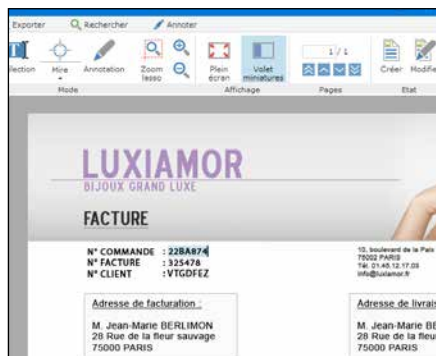 Exporter Rechercher Annoter
lection Mire Annotation Zoom lasso Plein écran Volet miniatures 1 / 1 Créer Modifie
Mode Affichage Pages Etat
LUXIAMOR
BIJOUX GRAND LUXE
FACTURE
N° COMMANDE : 22BA874
N° FACTURE : 325478
N° CLIENT : VTGDFEZ
10, boulevard de la Paix
75002 PARIS
Tél. 01.45.12.17.03
info@luxiamor.fr
Adresse de facturation : Adresse de livrais
M. Jean-Marie BERLIMON M. Jean-Marie BE
28 Rue de la fleur sauvage 28 Rue de la fleur
75000 PARIS 75000 PARIS